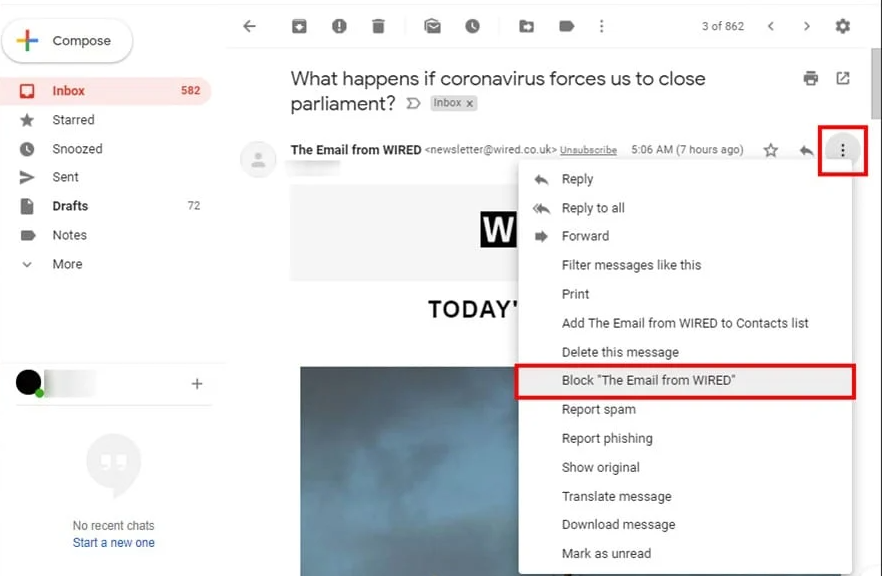 Compose
3 of 862
Inbox 582
Starred
Snoozed
Sent
Drafts 72
Notes
More
What happens if coronavirus forces us to close
parliament? Inbox x
The Email from WIRED <newsletter@wired.co.uk> Unsubscribe 5:06 AM (7 hours ago)
W
TODAY'
Reply
Reply to all
Forward
Filter messages like this
Print
Add The Email from WIRED to Contacts list
Delete this message
Block "The Email from WIRED"
Report spam
Report phishing
Show original
Translate message
Download message
Mark as unread
No recent chats
Start a new one